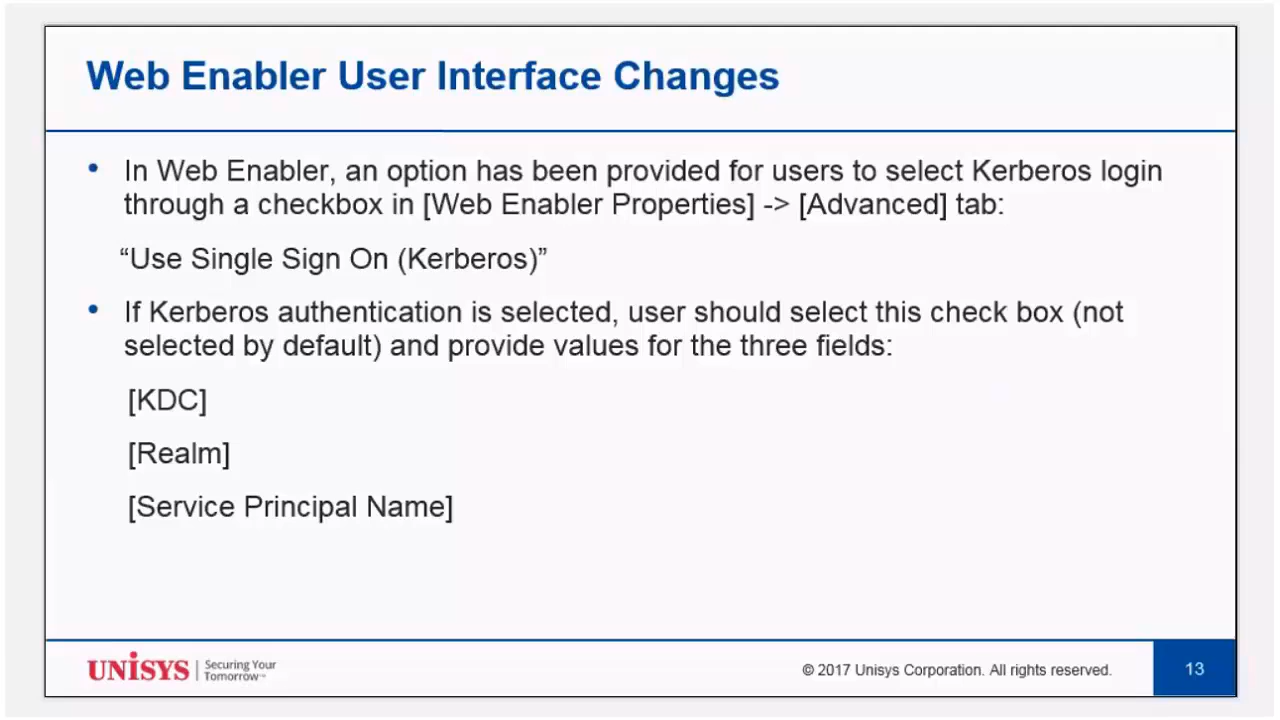 Web Enabler User Interface Changes
• In Web Enabler, an option has been provided for users to select Kerberos login
through a checkbox in [Web Enabler Properties] -> [Advanced] tab:
“Use Single Sign On (Kerberos)”
• If Kerberos authentication is selected, user should select this check box (not
selected by default) and provide values for the three fields:
[KDC]
[Realm]
[Service Principal Name]
UNISYS
Securing Your
Tomorrow™
© 2017 Unisys Corporation. All rights reserved.
13